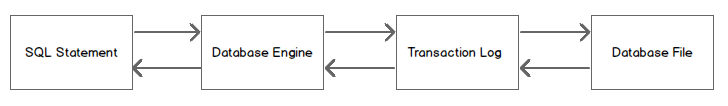 SQL Statement
Database Engine
Transaction Log
Database File